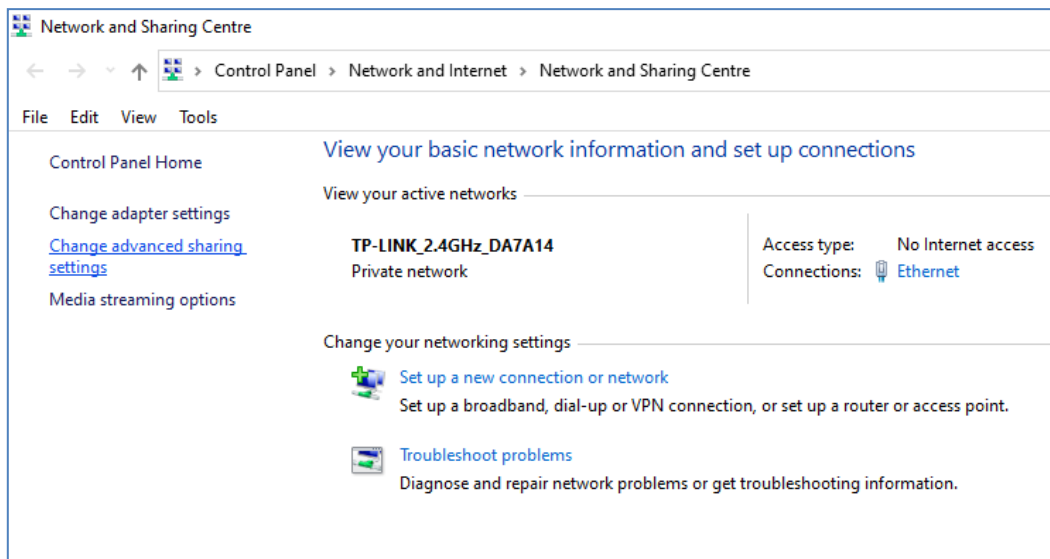 Network and Sharing Centre
Control Panel > Network and Internet > Network and Sharing Centre
File Edit View Tools
Control Panel Home
Change adapter settings
Change advanced sharing
settings
Media streaming options
View your basic network information and set up connections
View your active networks
TP-LINK_2.4GHz_DA7A14
Private network
Access type: No Internet access
Connections: Ethernet
Change your networking settings
Set up a new connection or network
Set up a broadband, dial-up or VPN connection, or set up a router or access point.
Troubleshoot problems
Diagnose and repair network problems or get troubleshooting information.